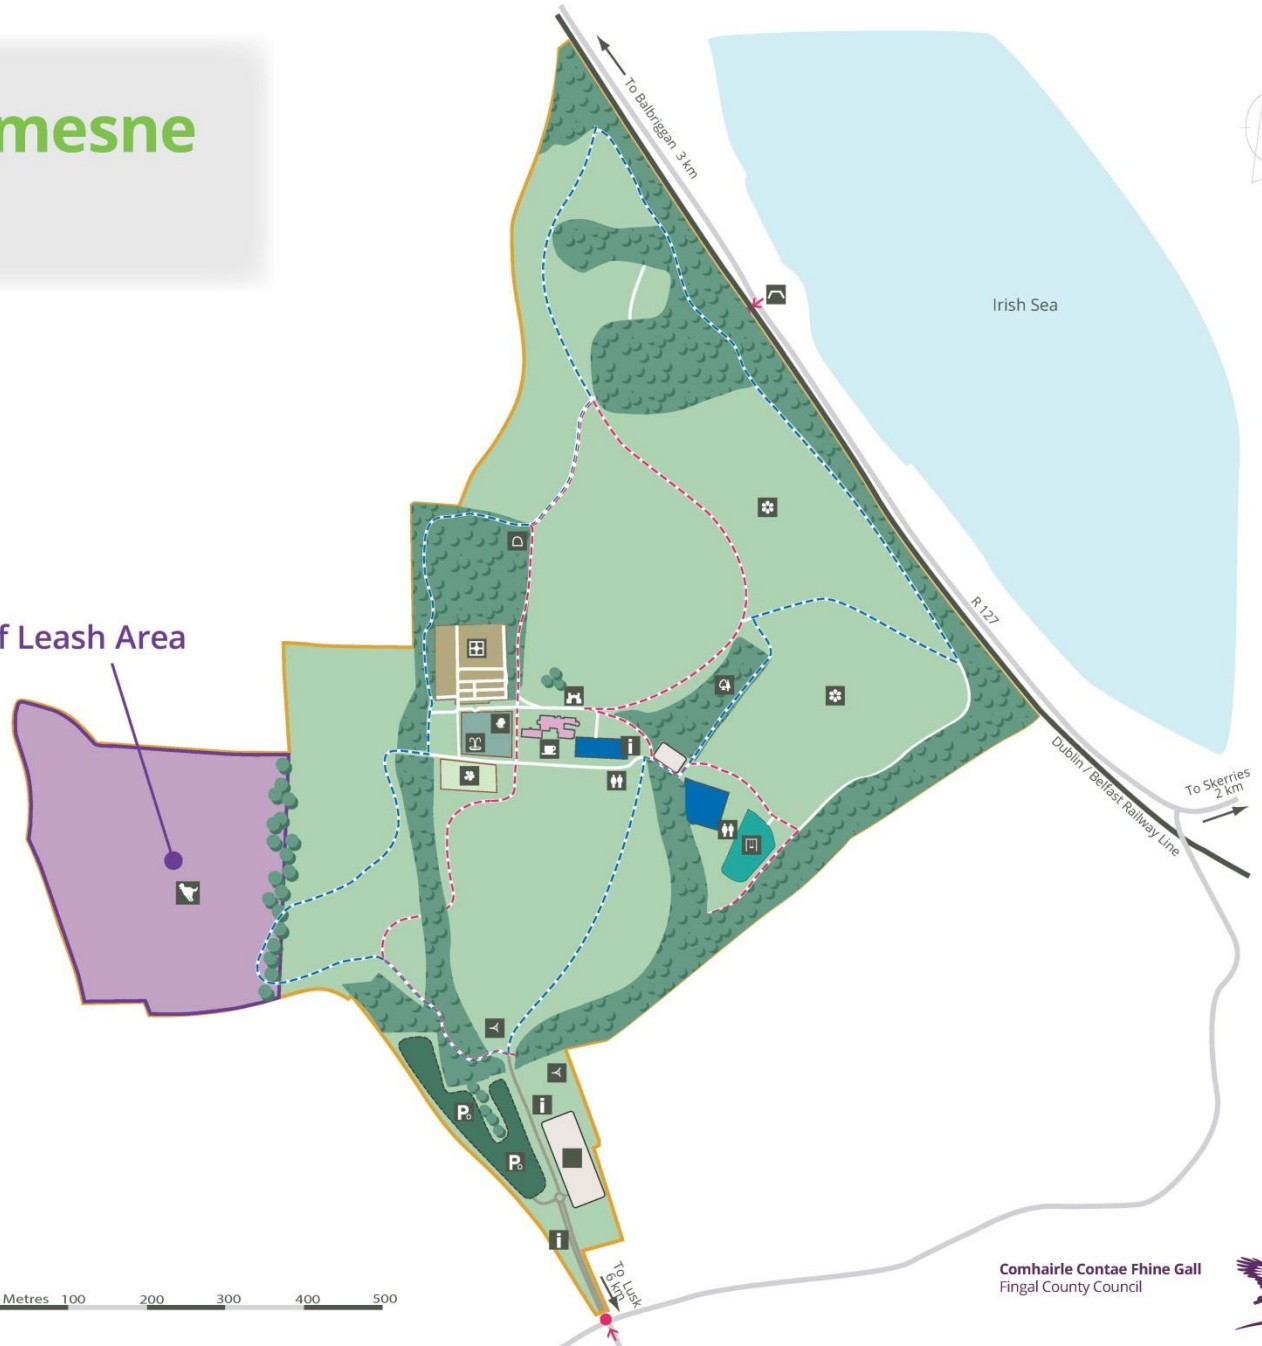 mesne
To Balbriggan 3 km
Irish Sea
f Leash Area
R 127
Dublin / Belfast Railway Line
To Skerries
2 km
i
P
P
i
i
To Lusk
6 km
Metres 100 200 300 400 500
Comhairle Contae Fhine Gall
Fingal County Council